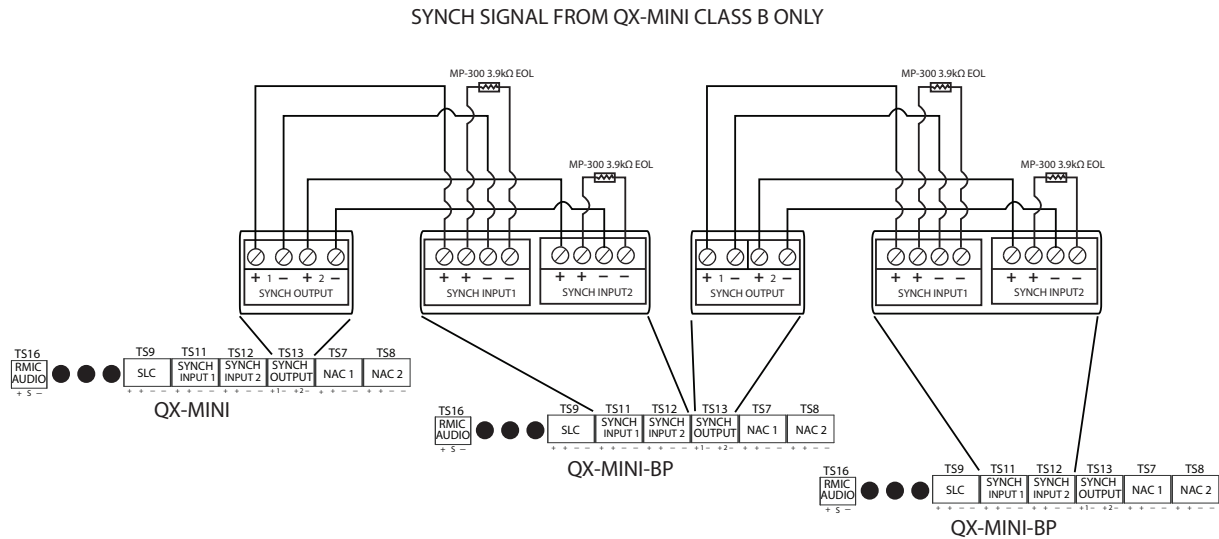 SYNCH SIGNAL FROM QX-MINI CLASS B ONLY
MP-300 3.9kΩ EOL
MP-300 3.9kΩ EOL
MP-300 3.9kΩ EOL
MP-300 3.9kΩ EOL
+ 1 − + 2 −
SYNCH OUTPUT
+ + − −
SYNCH INPUT1
+ + − −
SYNCH INPUT2
+ 1 − + 2 −
SYNCH OUTPUT
+ + − −
SYNCH INPUT1
+ + − −
SYNCH INPUT2
TS16 TS9 TS11 TS12 TS13 TS7 TS8
RMIC AUDIO
SLC
SYNCH INPUT 1
SYNCH INPUT 2
SYNCH OUTPUT
NAC 1
NAC 2
+ S − + + − − + + − − + + − − +1− +2− + + − − + + − −
QX-MINI
TS16 TS9 TS11 TS12 TS13 TS7 TS8
RMIC AUDIO
SLC
SYNCH INPUT 1
SYNCH INPUT 2
SYNCH OUTPUT
NAC 1
NAC 2
+ S − + + − − + + − − + + − − +1− +2− + + − − + + − −
QX-MINI-BP
TS16 TS9 TS11 TS12 TS13 TS7 TS8
RMIC AUDIO
SLC
SYNCH INPUT 1
SYNCH INPUT 2
SYNCH OUTPUT
NAC 1
NAC 2
+ S − + + − − + + − − + + − − +1− +2− + + − − + + − −
QX-MINI-BP